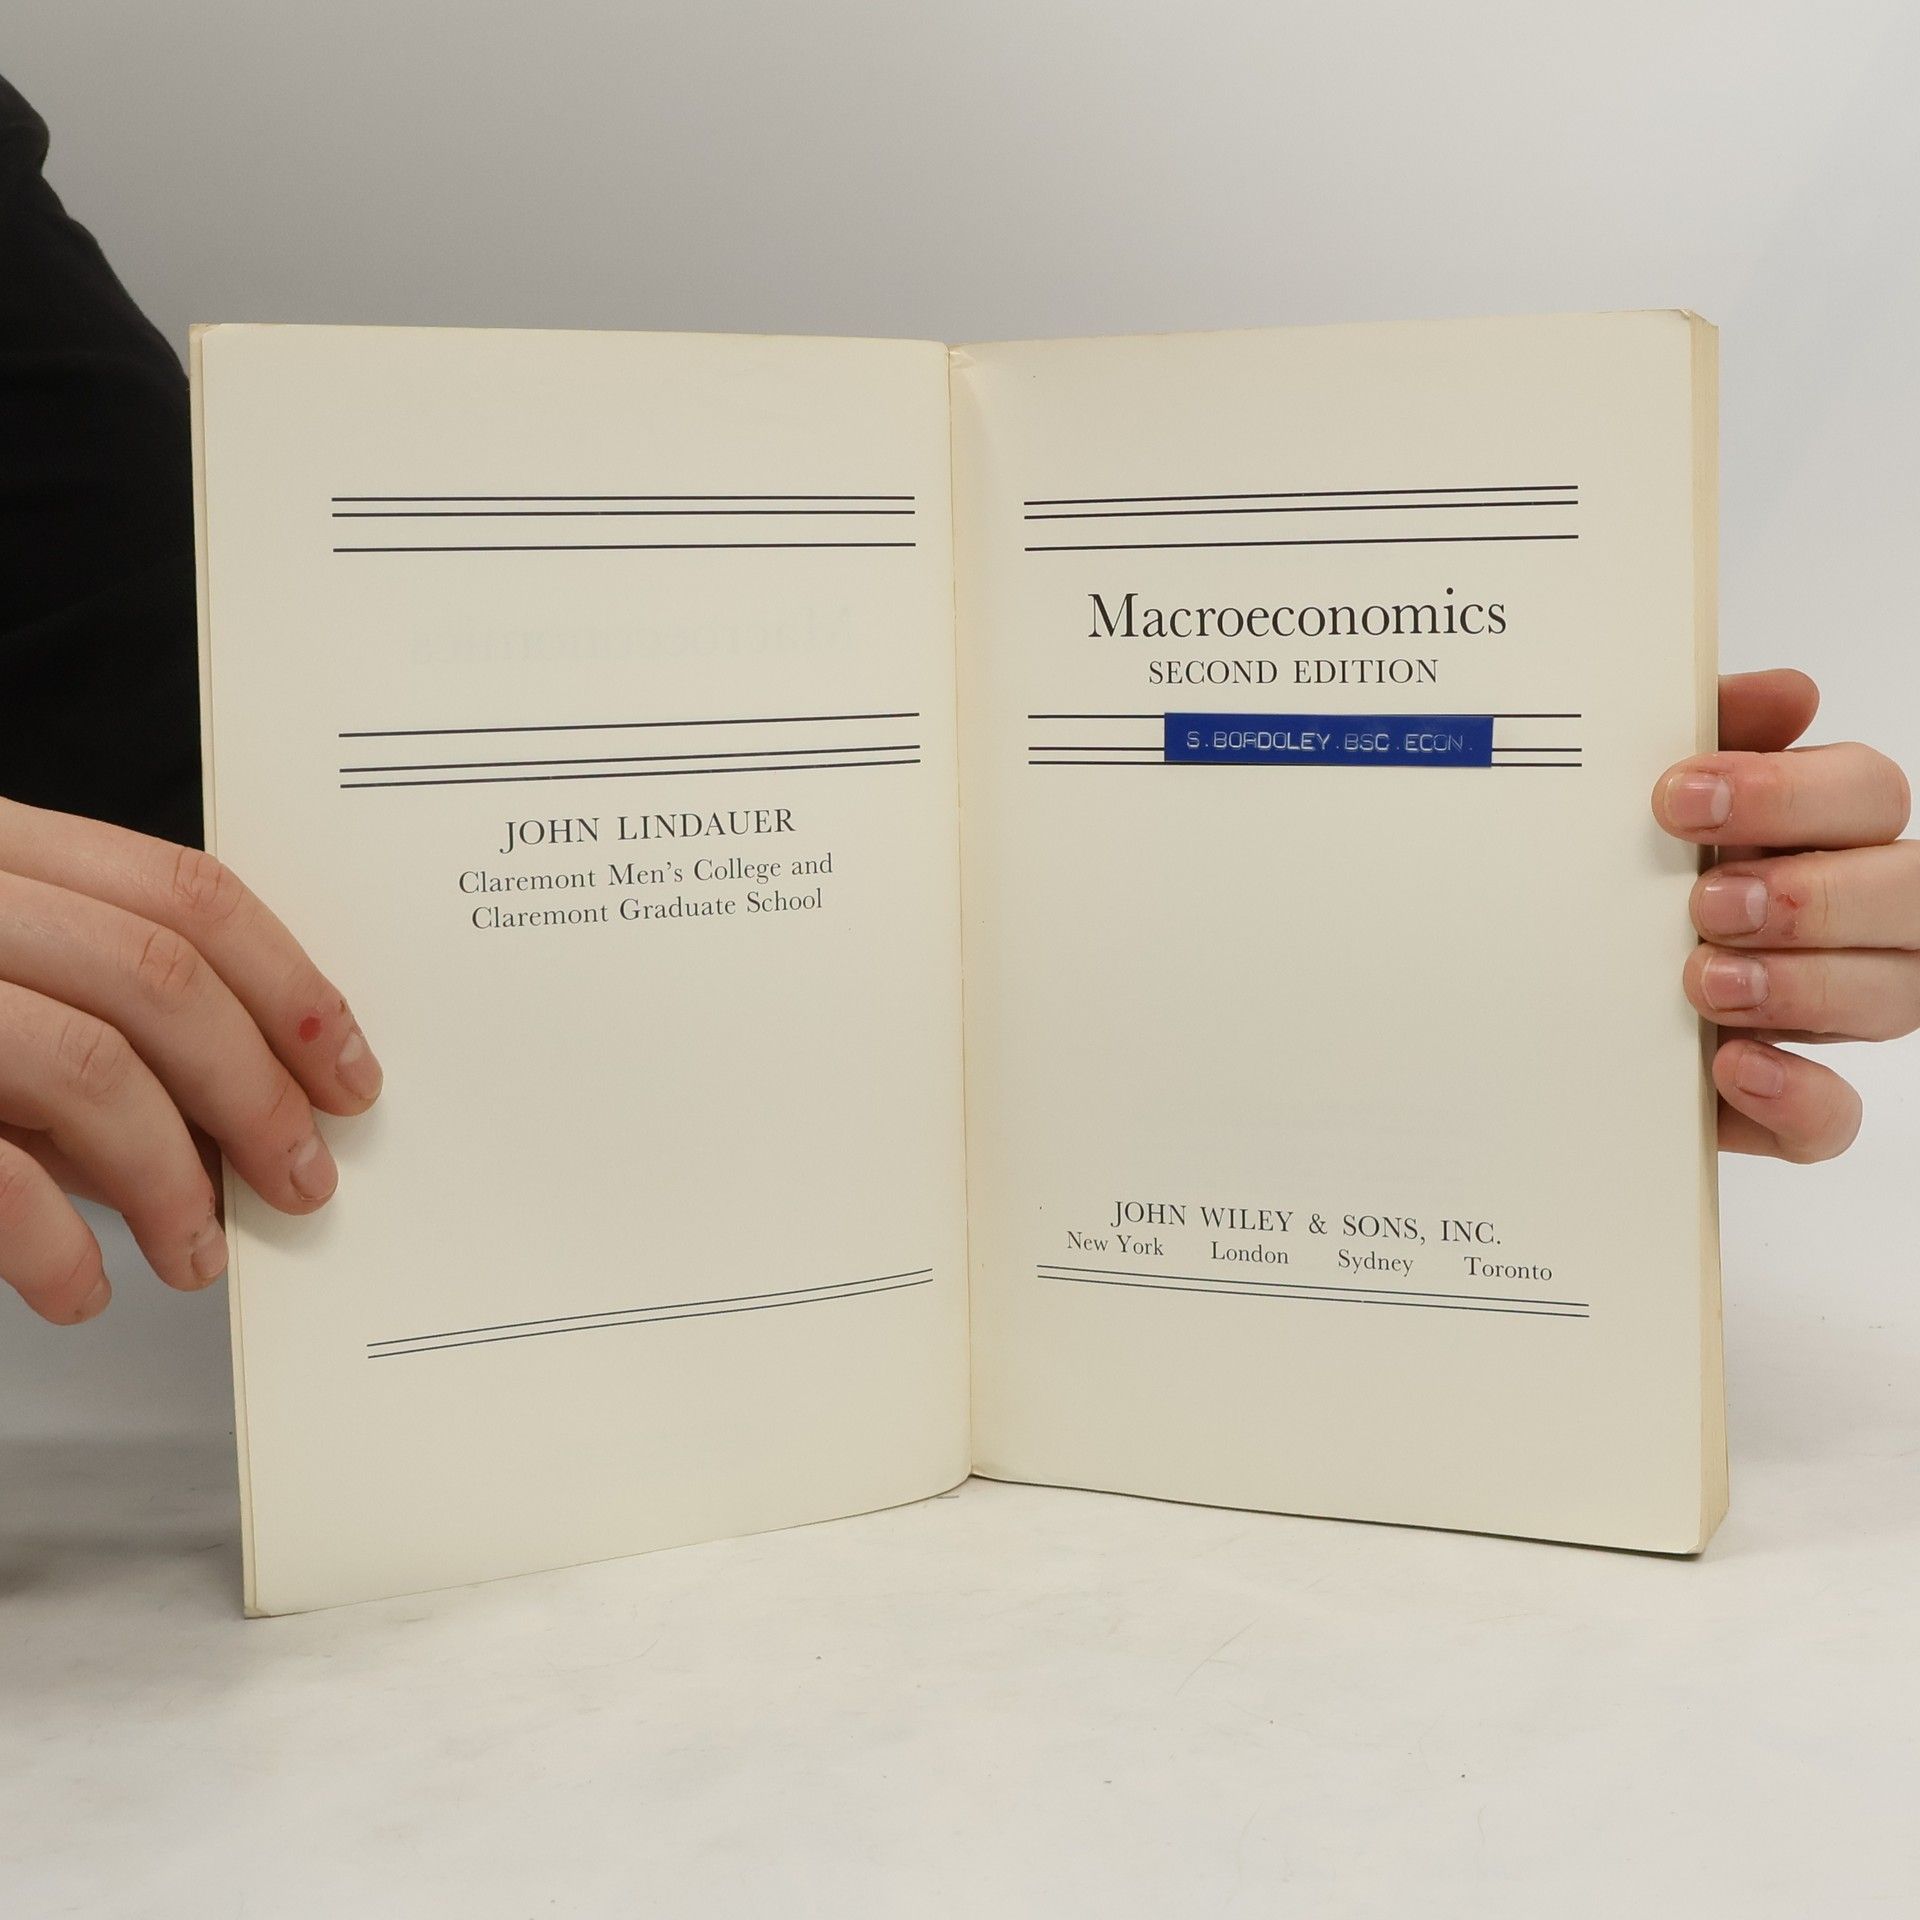 JOHN LINDAUER
Claremont Men's College and
Claremont Graduate School
Macroeconomics
SECOND EDITION
S.BORDOLEY.BSC.ECON.
JOHN WILEY & SONS, INC.
New York London Sydney Toronto